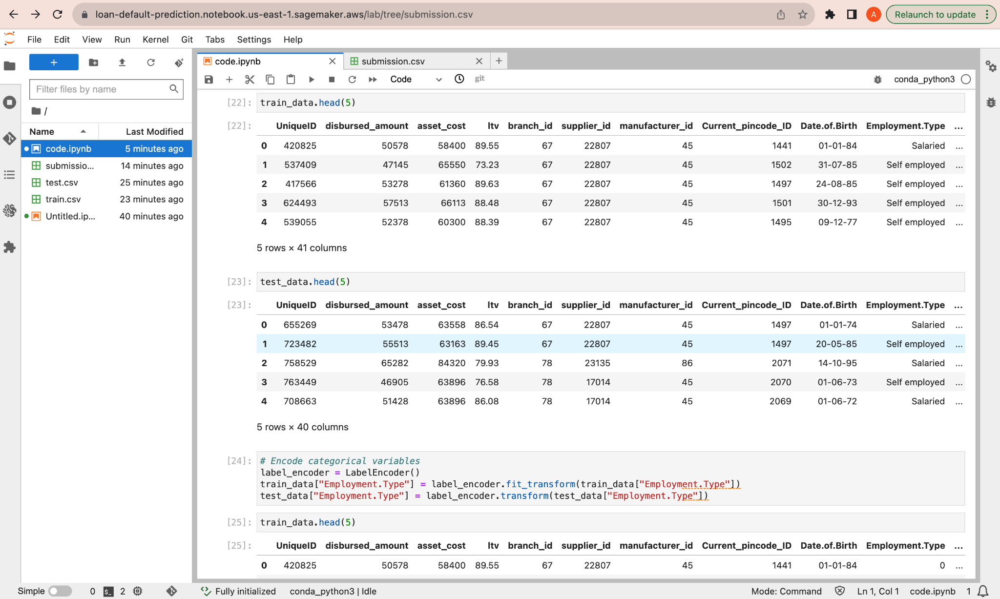 loan-default-prediction.notebook.us-east-1.sagemaker.aws/lab/tree/submission.csv
A
Relaunch to update
File Edit View Run Kernel Git Tabs Settings Help
+
Filter files by name
/
Name Last Modified
code.ipynb 5 minutes ago
submissio... 14 minutes ago
test.csv 25 minutes ago
train.csv 23 minutes ago
Untitled.ip... 40 minutes ago
code.ipynb submission.csv
Code git conda_python3
[22]: train_data.head(5)
[22]: UniqueID disbursed_amount asset_cost ltv branch_id supplier_id manufacturer_id Current_pincode_ID Date.of.Birth Employment.Type ...
0 420825 50578 58400 89.55 67 22807 45 1441 01-01-84 Salaried ...
1 537409 47145 65550 73.23 67 22807 45 1502 31-07-85 Self employed ...
2 417566 53278 61360 89.63 67 22807 45 1497 24-08-85 Self employed ...
3 624493 57513 66113 88.48 67 22807 45 1501 30-12-93 Self employed ...
4 539055 52378 60300 88.39 67 22807 45 1495 09-12-77 Self employed ...
5 rows × 41 columns
[23]: test_data.head(5)
[23]: UniqueID disbursed_amount asset_cost ltv branch_id supplier_id manufacturer_id Current_pincode_ID Date.of.Birth Employment.Type ...
0 655269 53478 63558 86.54 67 22807 45 1497 01-01-74 Salaried ...
1 723482 55513 63163 89.45 67 22807 45 1497 20-05-85 Self employed ...
2 758529 65282 84320 79.93 78 23135 86 2071 14-10-95 Salaried ...
3 763449 46905 63896 76.58 78 17014 45 2070 01-06-73 Self employed ...
4 708663 51428 63896 86.08 78 17014 45 2069 01-06-72 Salaried ...
5 rows × 40 columns
[24]: # Encode categorical variables
label_encoder = LabelEncoder()
train_data["Employment.Type"] = label_encoder.fit_transform(train_data["Employment.Type"])
test_data["Employment.Type"] = label_encoder.transform(test_data["Employment.Type"])
[25]: train_data.head(5)
[25]: UniqueID disbursed_amount asset_cost ltv branch_id supplier_id manufacturer_id Current_pincode_ID Date.of.Birth Employment.Type ...
0 420825 50578 58400 89.55 67 22807 45 1441 01-01-84 0 ...
Simple 0 $_ 2 Fully initialized conda_python3 | Idle Mode: Command Ln 1, Col 1 code.ipynb 1